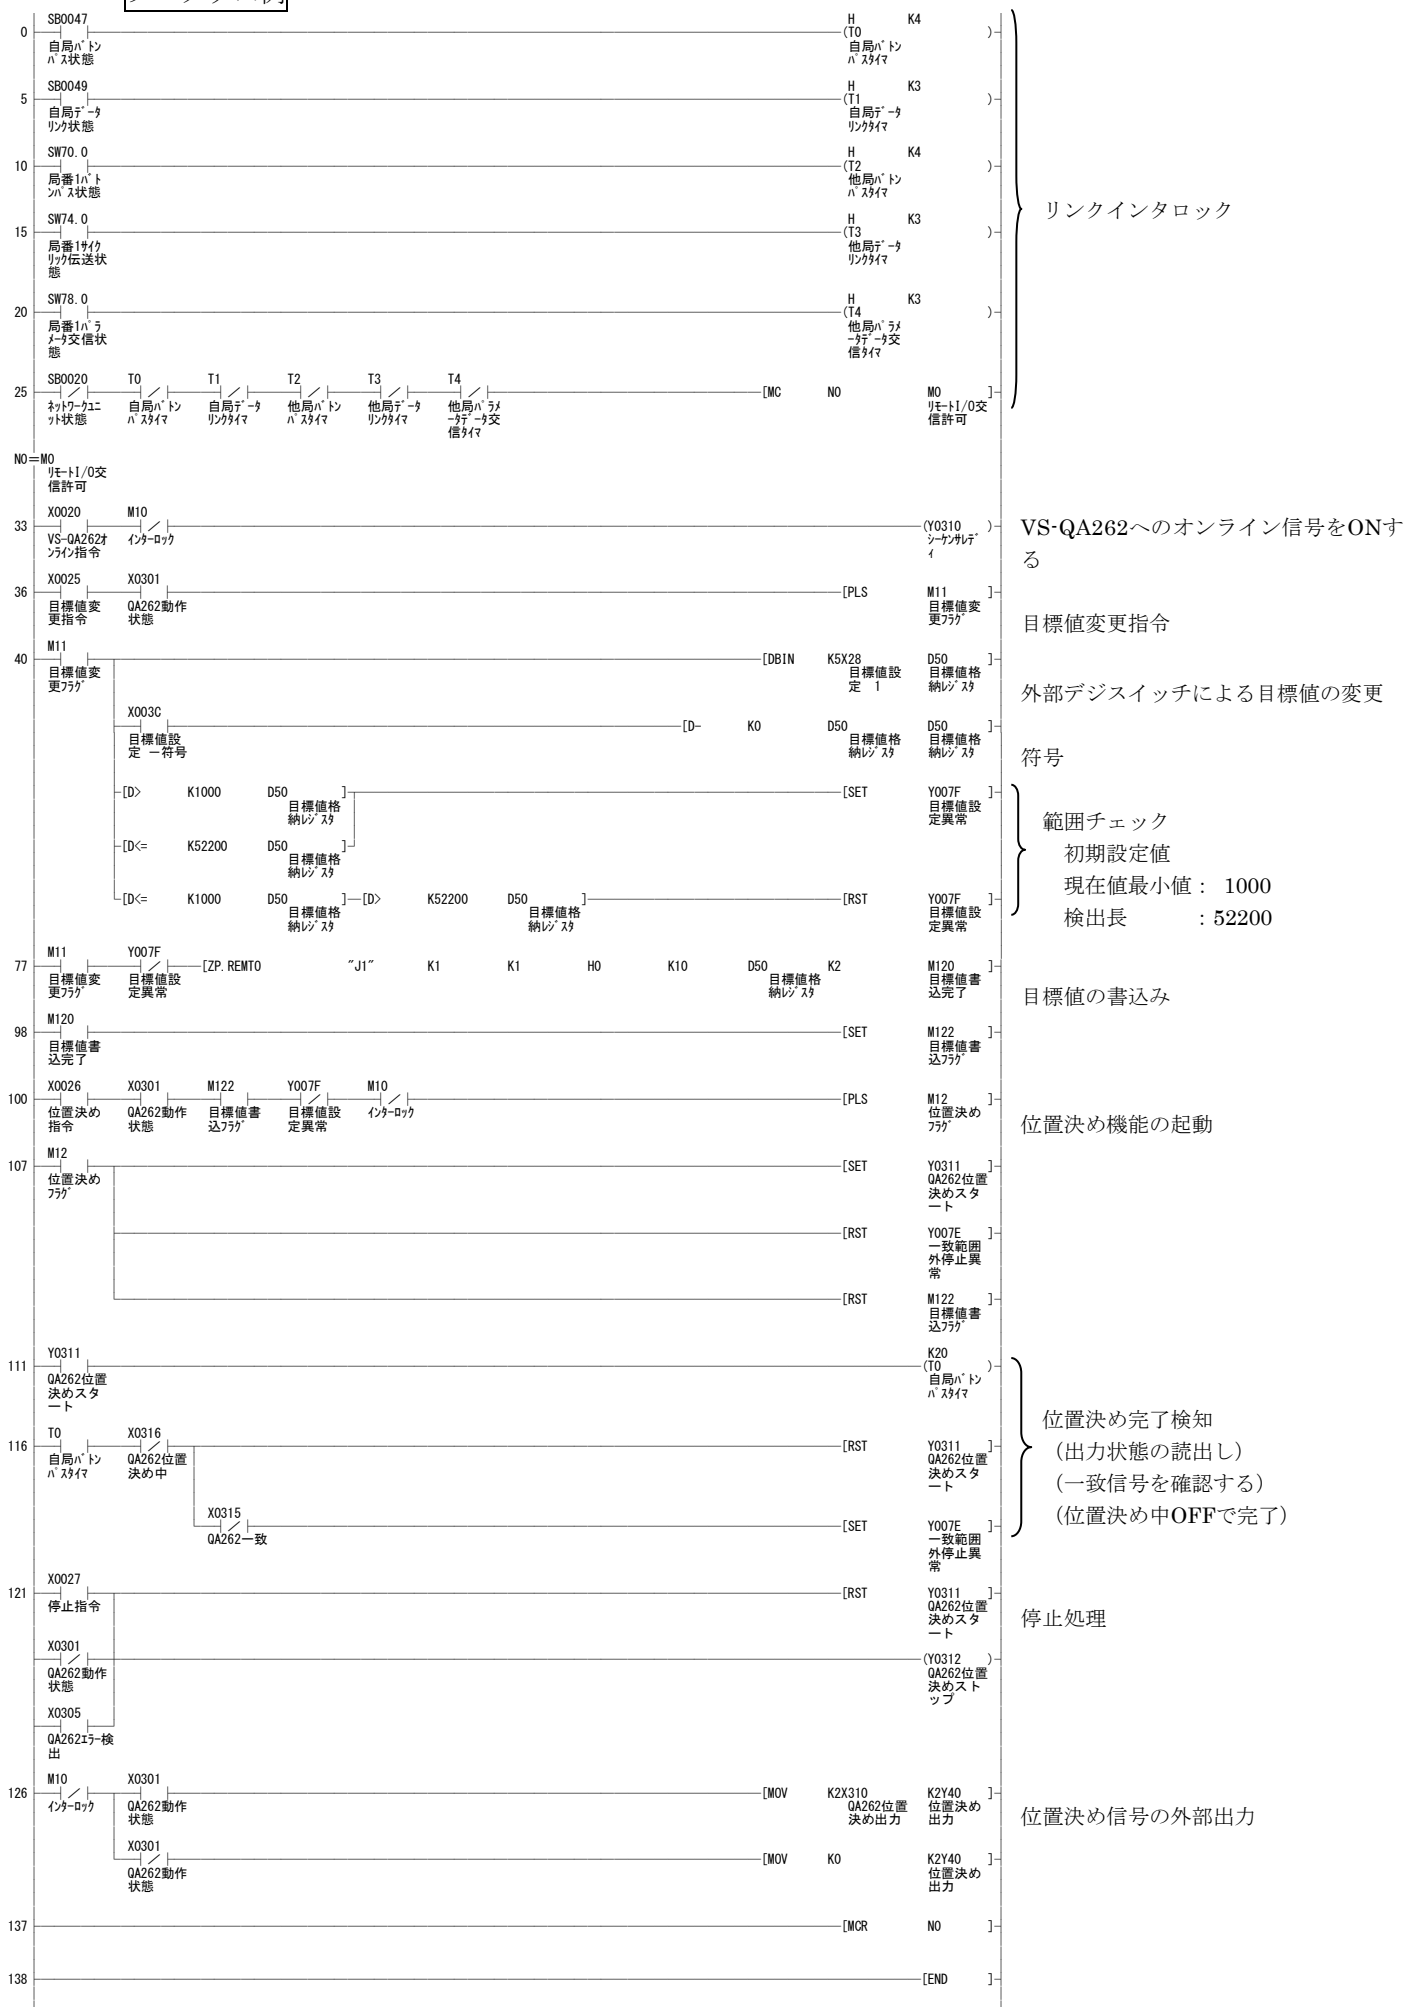 SB0047 H K4
0 (T0 )
自局バトン 自局バトン
パス状態 パスタイマ
SB0049 H K3
5 (T1 )
自局データ 自局データ
リンク状態 リンクタイマ
SW70.0 H K4
10 (T2 )
局番1バト 他局バトン
ンパス状態 パスタイマ
SW74.0 H K3
15 (T3 )
局番1サイク 他局データ
リック伝送状 リンクタイマ
態
SW78.0 H K3
20 (T4 )
局番1パラ 他局パラメ
メータ交信状 ータデータ交
態 信タイマ
リンクインタロック
SB0020 T0 T1 T2 T3 T4
25 [MC N0 M0 ]
ネットワークユニ 自局バトン 自局データ 他局バトン 他局データ 他局パラメ リモートI/O交
ット状態 パスタイマ リンクタイマ パスタイマ リンクタイマ ータデータ交 信許可
信タイマ
N0=M0
リモートI/O交
信許可
X0020 M10
33 (Y0310 ) VS-QA262へのオンライン信号をONす
VS-QA262オ インターロック シーケンサレデ る
ンライン指令 ィ
X0025 X0301
36 [PLS M11 ]
目標値変 QA262動作 目標値変
更指令 状態 更フラグ
目標値変更指令
M11
40 [DBIN K5X28 D50 ]
目標値変 目標値設 目標値格
更フラグ 定 1 納レジスタ
外部デジスイッチによる目標値の変更
X003C
[D- K0 D50 D50 ]
目標値設 目標値格 目標値格
定 ー符号 納レジスタ 納レジスタ
符号
[D> K1000 D50 ] [SET Y007F ]
目標値格 目標値設
納レジスタ 定異常
範囲チェック
[D<= K52200 D50 ] 初期設定値
目標値格
納レジスタ
現在値最小値: 1000
[D<= K1000 D50 ] [D> K52200 D50 ] [RST Y007F ]
目標値格 目標値格 目標値設
納レジスタ 納レジスタ 定異常
検出長 : 52200
M11 Y007F
77 [ZP.REMTO "J1" K1 K1 H0 K10 D50 K2 M120 ]
目標値変 目標値設 目標値格 目標値書
更フラグ 定異常 納レジスタ 込完了
目標値の書込み
M120
98 [SET M122 ]
目標値書 目標値書
込完了 込フラグ
X0026 X0301 M122 Y007F M10
100 [PLS M12 ]
位置決め QA262動作 目標値書 目標値設 インターロック 位置決め
指令 状態 込フラグ 定異常 フラグ
位置決め機能の起動
M12
107 [SET Y0311 ]
位置決め QA262位置
フラグ 決めスタ
ート
[RST Y007E ]
一致範囲
外停止異
常
[RST M122 ]
目標値書
込フラグ
Y0311 K20
111 (T0 )
QA262位置 自局バトン
決めスタ パスタイマ
ート
位置決め完了検知
T0 X0316
116 [RST Y0311 ]
自局バトン QA262位置 QA262位置
パスタイマ 決め中 決めスタ
ート
(出力状態の読出し)
(一致信号を確認する)
(位置決め中OFFで完了)
X0315
[SET Y007E ]
QA262一致 一致範囲
外停止異
常
X0027
121 [RST Y0311 ]
停止指令 QA262位置
決めスタ
ート
停止処理
X0301
(Y0312 )
QA262動作 QA262位置
状態 決めスト
ップ
X0305
QA262エラー検
出
M10 X0301
126 [MOV K2X310 K2Y40 ]
インターロック QA262動作 QA262位置 位置決め
状態 決め出力 出力
位置決め信号の外部出力
X0301
[MOV K0 K2Y40 ]
QA262動作 位置決め
状態 出力
137 [MCR N0 ]
138 [END ]